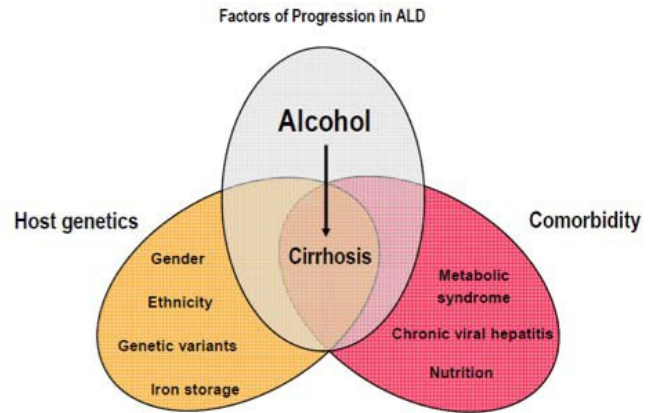 Factors of Progression in ALD
Alcohol
Host genetics
Comorbidity
Cirrhosis
Gender
Ethnicity
Genetic variants
Iron storage
Metabolic
syndrome
Chronic viral hepatitis
Nutrition